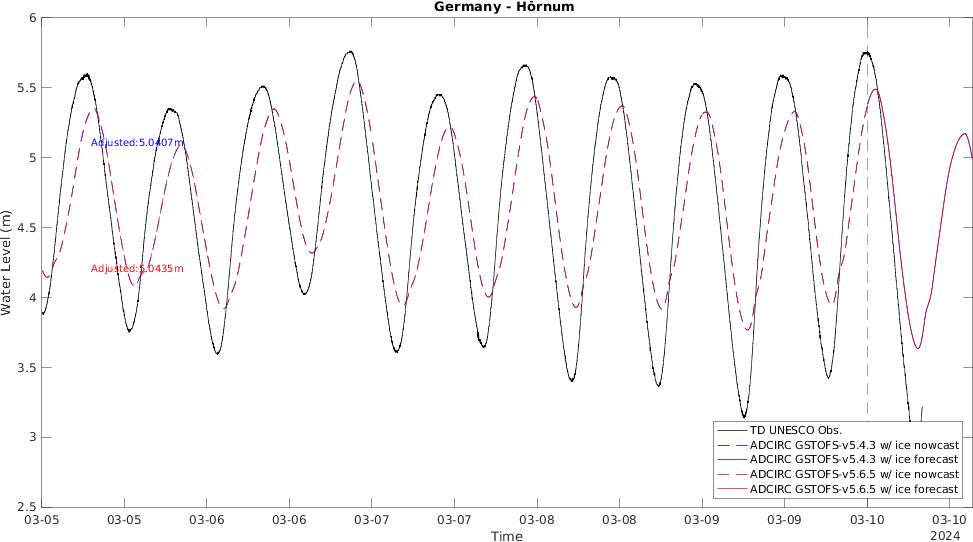 Germany - Hörnum
6
5.5
5
4.5
4
3.5
3
2.5
Water Level (m)
Adjusted:5.0407m
Adjusted:5.0435m
TD UNESCO Obs.
ADCIRC GSTOFS-v5.4.3 w/ ice nowcast
ADCIRC GSTOFS-v5.4.3 w/ ice forecast
ADCIRC GSTOFS-v5.6.5 w/ ice nowcast
ADCIRC GSTOFS-v5.6.5 w/ ice forecast
03-05 03-05 03-06 03-06 03-07 03-07 03-08 03-08 03-09 03-09 03-10 03-10
2024
Time